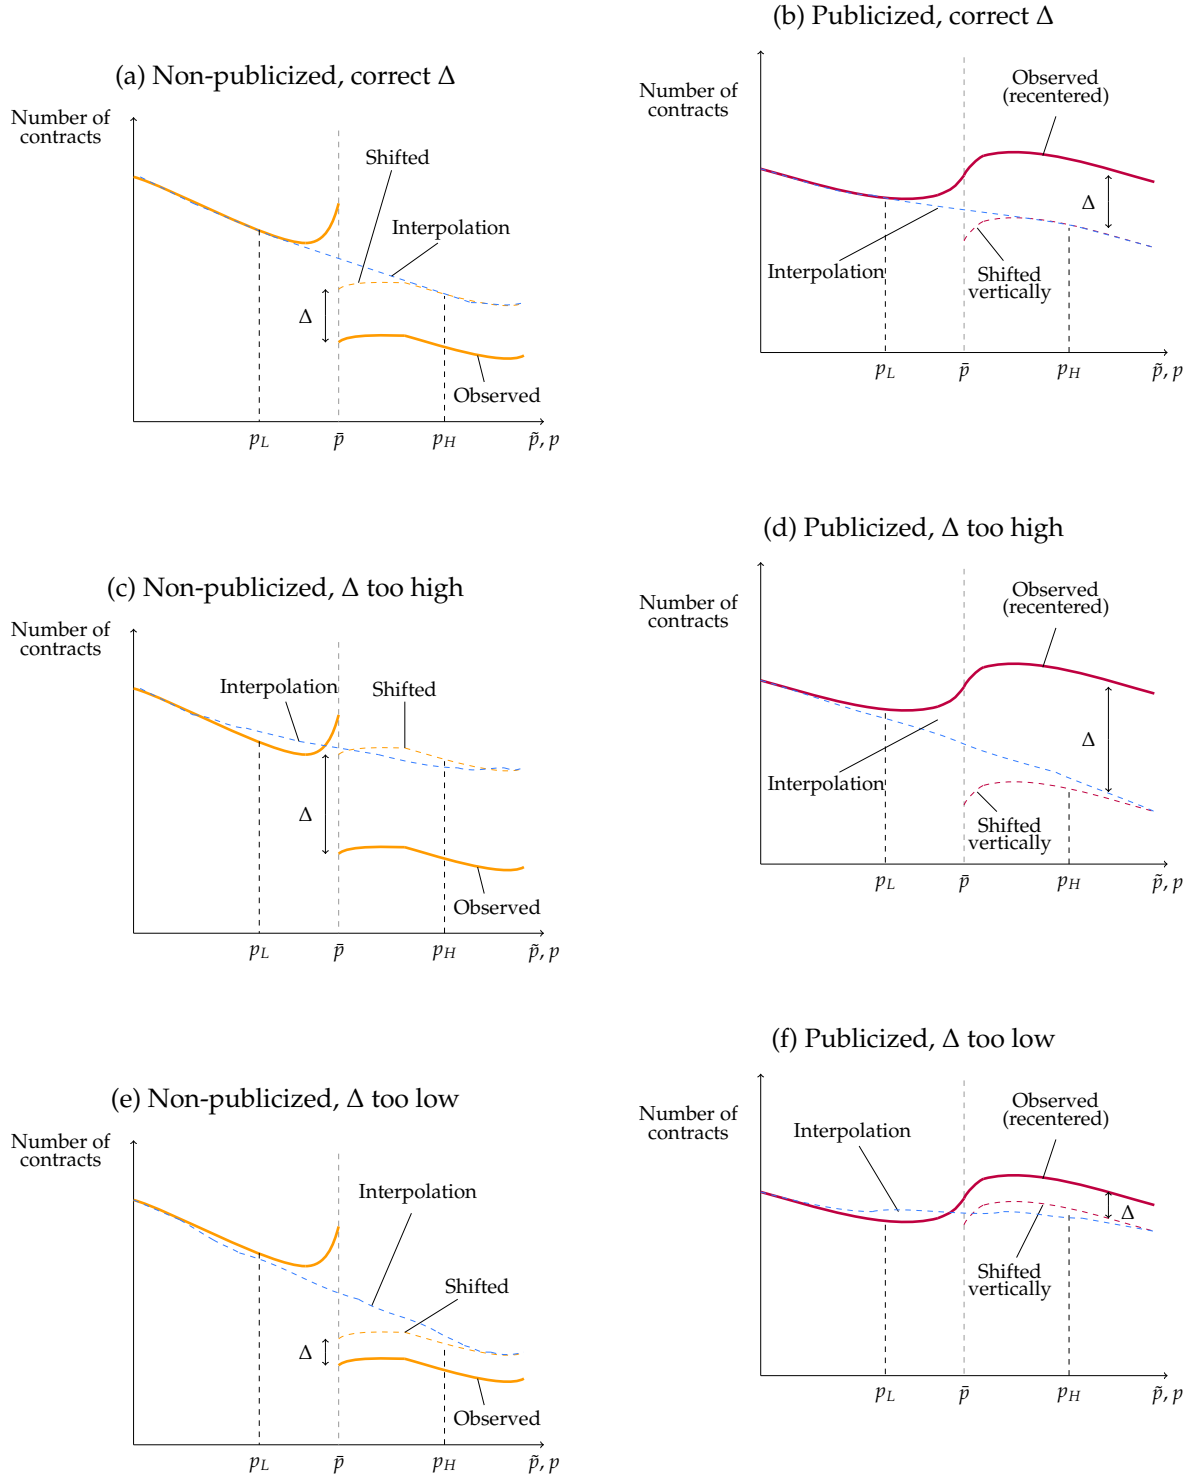 (a) Non-publicized, correct Δ
Number of
contracts
Shifted
Interpolation
Δ
Observed
p_L
p̄
p_H
p̃, p
(b) Publicized, correct Δ
Number of
contracts
Observed
(recentered)
Δ
Interpolation
Shifted
vertically
p_L
p̄
p_H
p̃, p
(c) Non-publicized, Δ too high
Number of
contracts
Interpolation
Shifted
Δ
Observed
p_L
p̄
p_H
p̃, p
(d) Publicized, Δ too high
Number of
contracts
Observed
(recentered)
Δ
Interpolation
Shifted
vertically
p_L
p̄
p_H
p̃, p
(e) Non-publicized, Δ too low
Number of
contracts
Interpolation
Shifted
Δ
Observed
p_L
p̄
p_H
p̃, p
(f) Publicized, Δ too low
Number of
contracts
Observed
(recentered)
Interpolation
Δ
Shifted
vertically
p_L
p̄
p_H
p̃, p